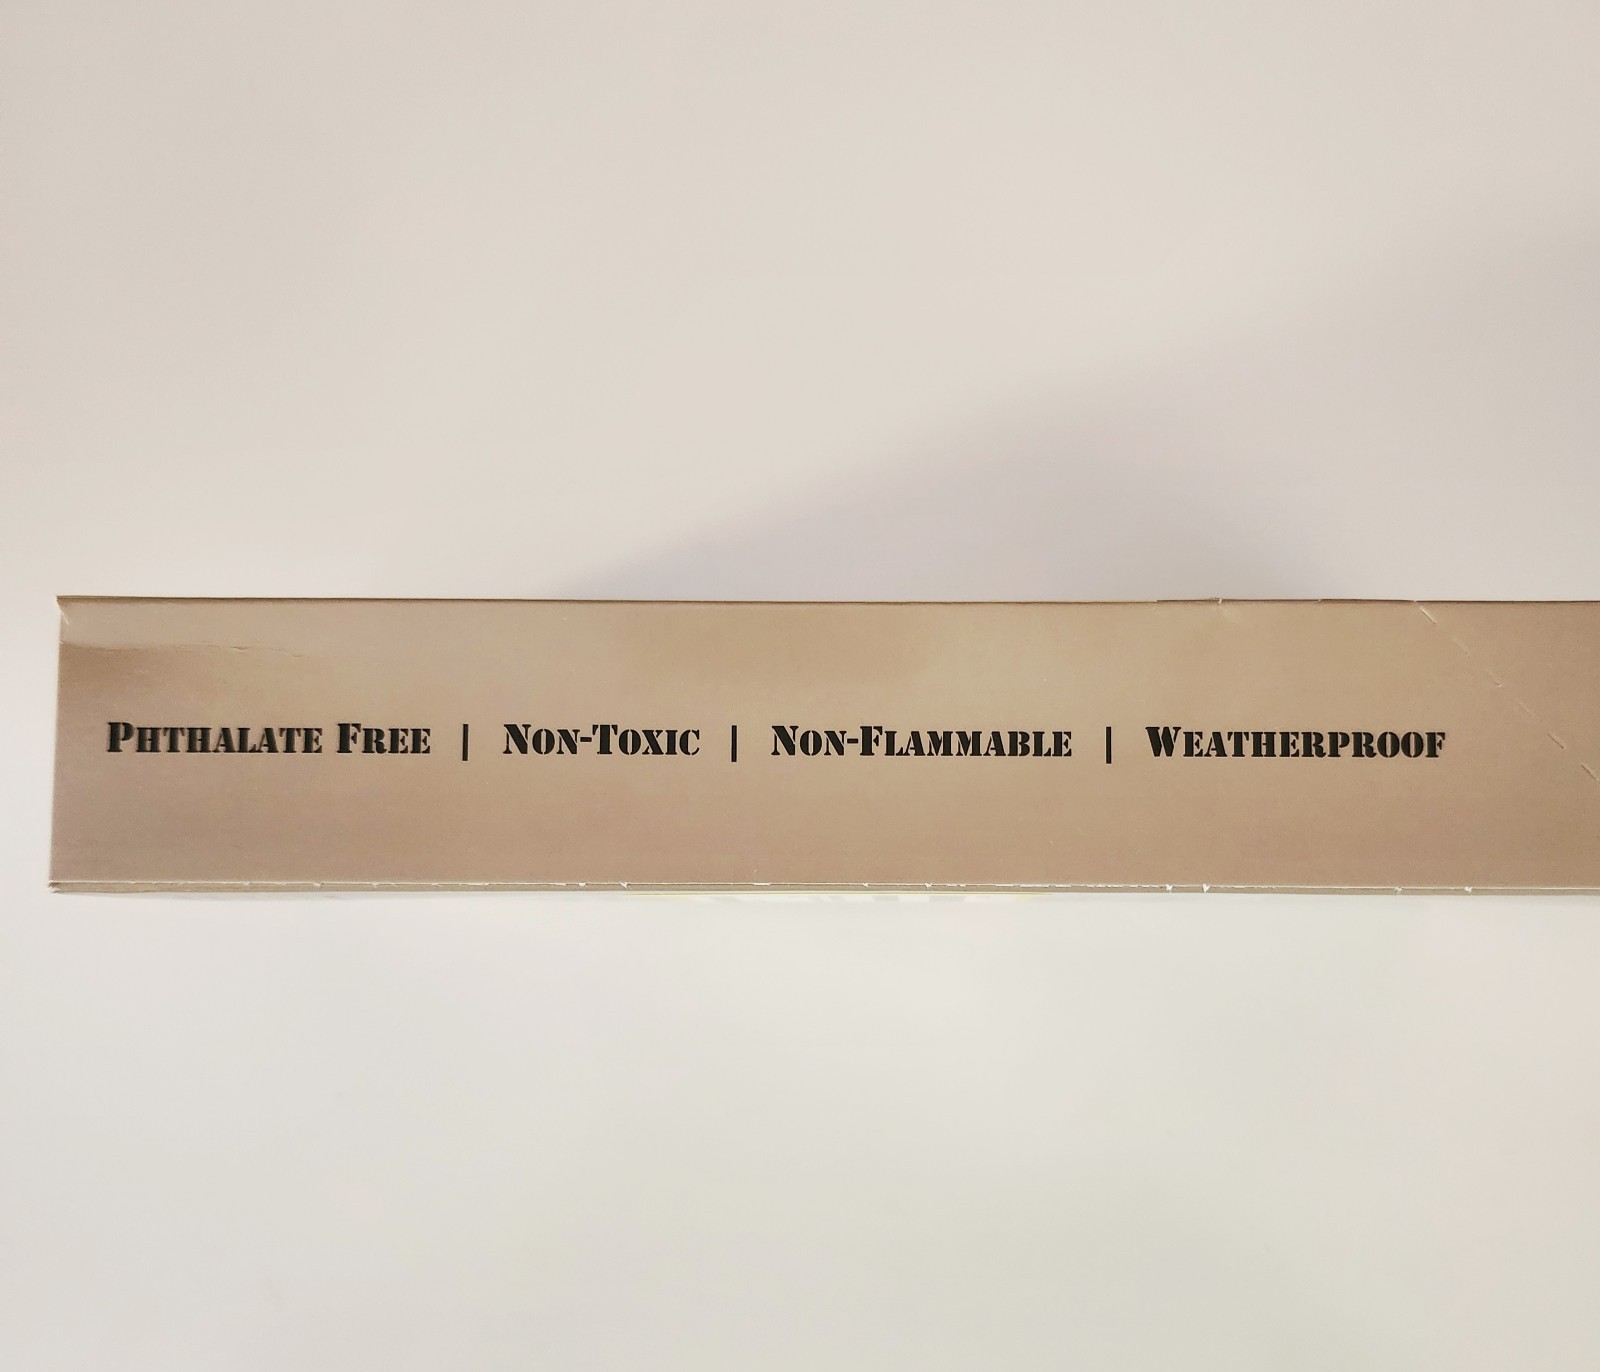 Phthalate Free | Non-Toxic | Non-Flammable | Weatherproof